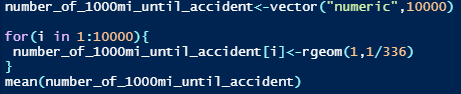 number_of_1000mi_until_accident<-vector("numeric",10000)
for(i in 1:10000){
number_of_1000mi_until_accident[i]<-rgeom(1,1/336)
}
mean(number_of_1000mi_until_accident)